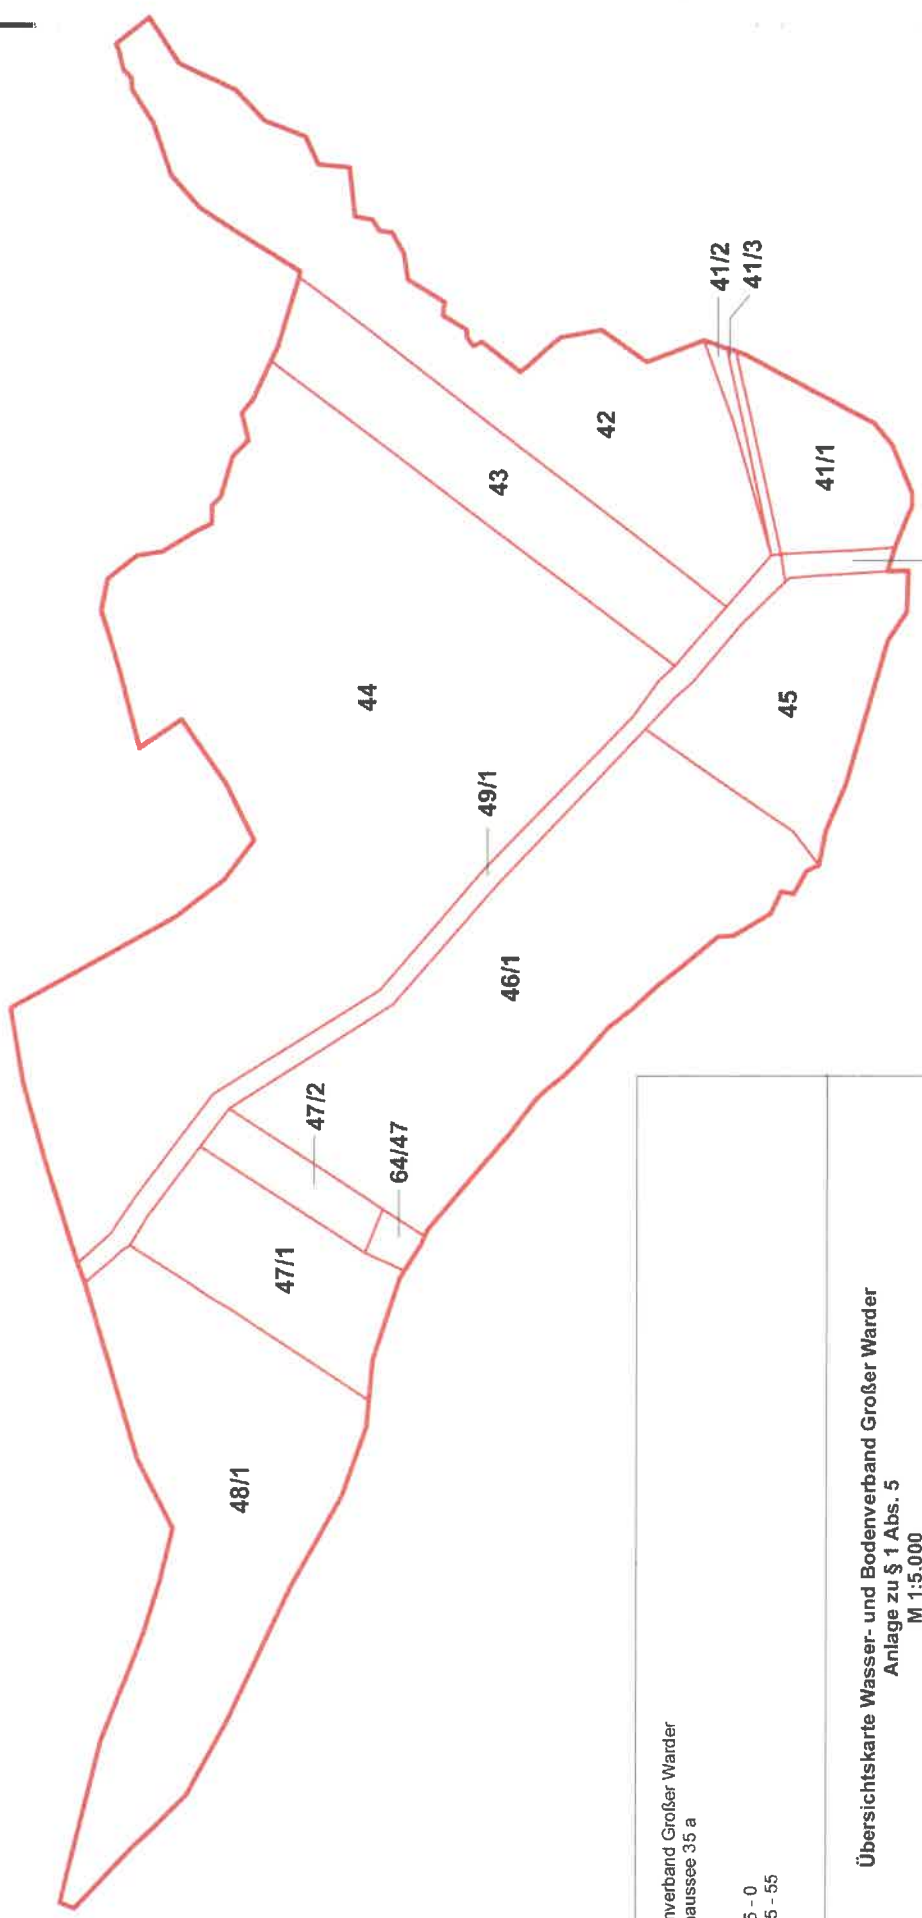 41/2
41/3
42
43
41/1
44
45
49/1
46/1
47/2
64/47
47/1
48/1
nverband Großer Warder
aussee 35 a
- 0
5 - 55
Übersichtskarte Wasser- und Bodenverband Großer Warder
Anlage zu § 1 Abs. 5
M 1:5.000